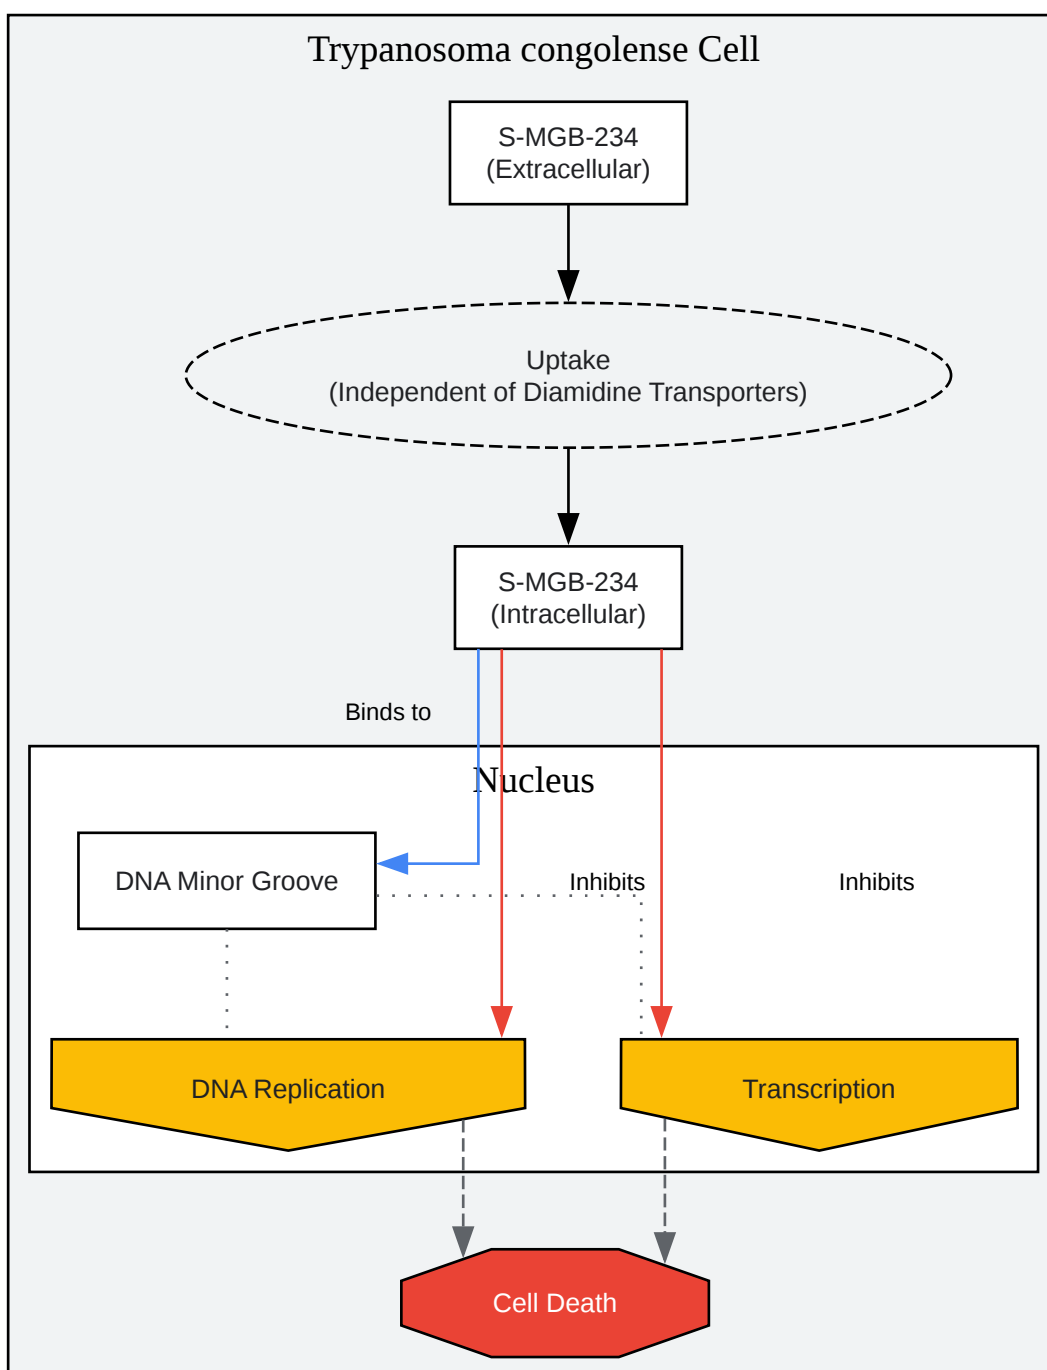 Trypanosoma congolense Cell
S-MGB-234
(Extracellular)
Uptake
(Independent of Diamidine Transporters)
S-MGB-234
(Intracellular)
Binds to
Nucleus
DNA Minor Groove
Inhibits
Inhibits
DNA Replication
Transcription
Cell Death